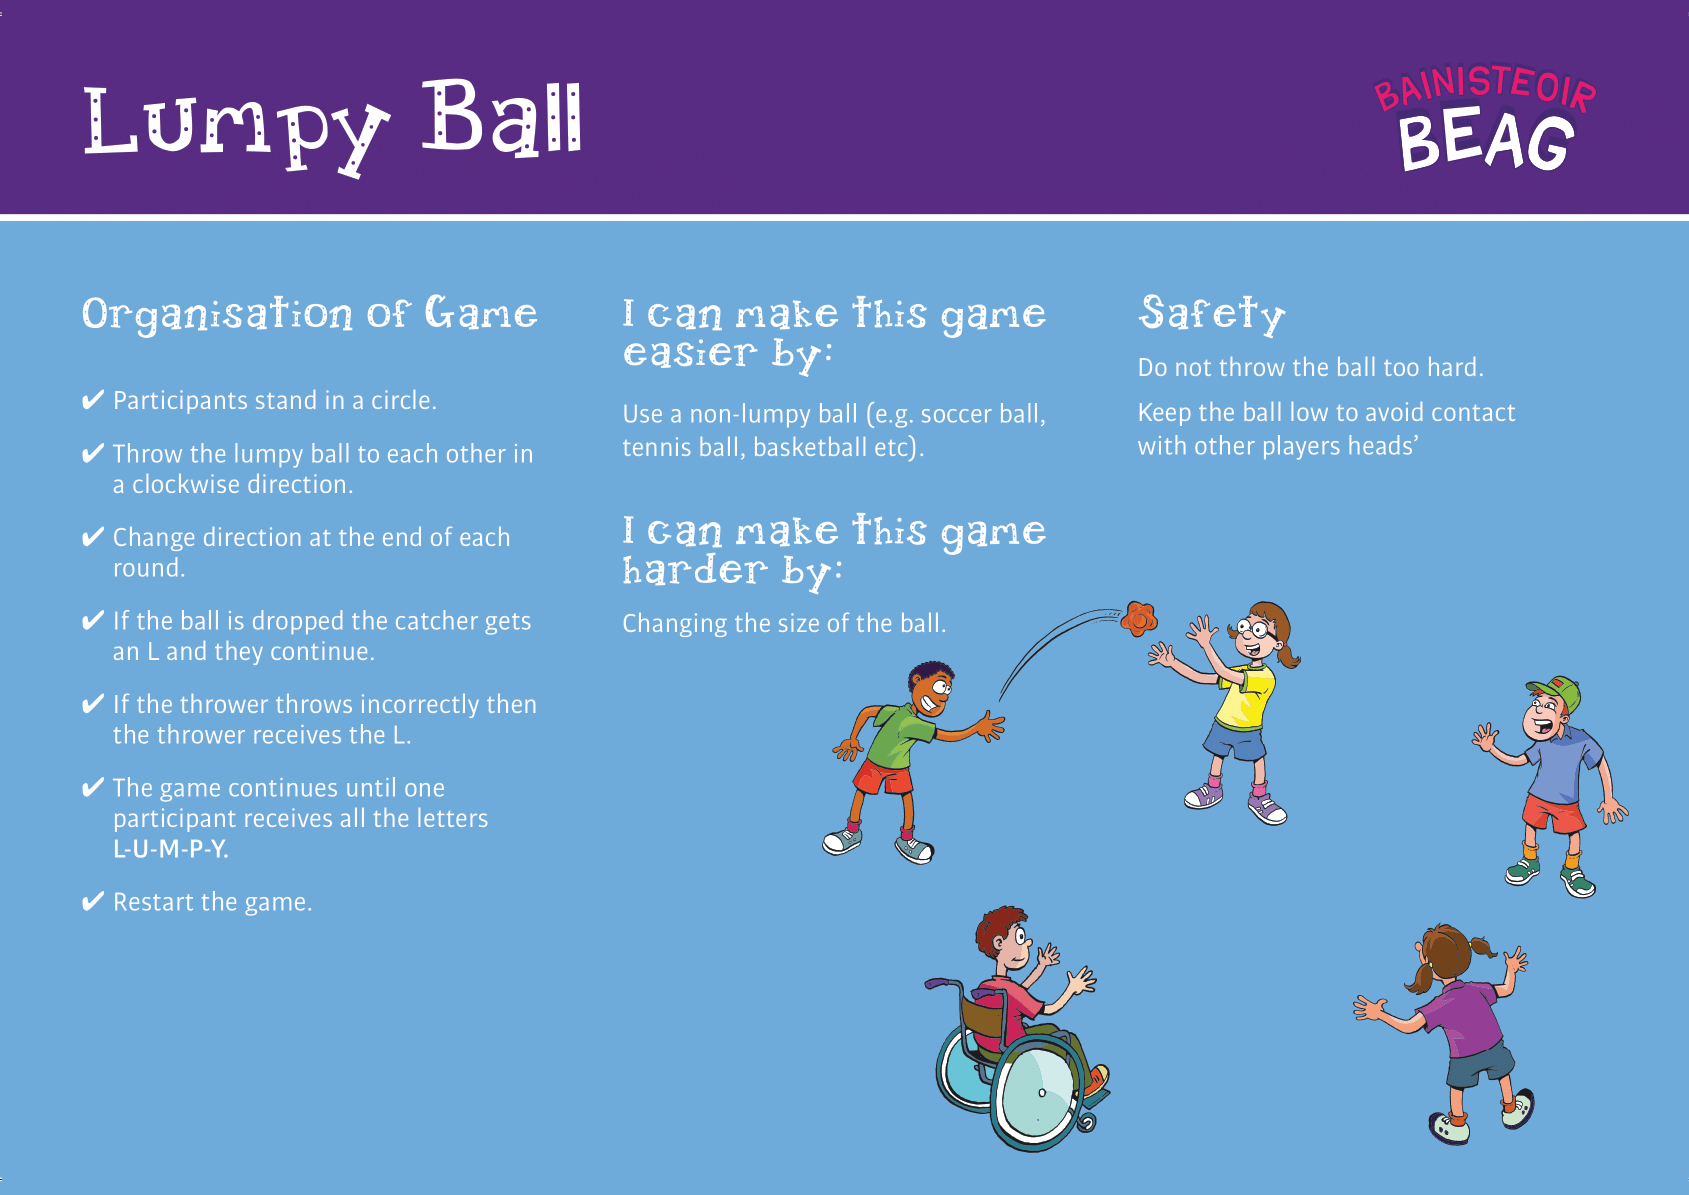 Lumpy Ball
BAINISTEOIR
BEAG
Organisation of Game
✔ Participants stand in a circle.
✔ Throw the lumpy ball to each other in
a clockwise direction.
✔ Change direction at the end of each
round.
✔ If the ball is dropped the catcher gets
an L and they continue.
✔ If the thrower throws incorrectly then
the thrower receives the L.
✔ The game continues until one
participant receives all the letters
L-U-M-P-Y.
✔ Restart the game.
I can make this game
easier by:
Use a non-lumpy ball (e.g. soccer ball,
tennis ball, basketball etc).
I can make this game
harder by:
Changing the size of the ball.
Safety
Do not throw the ball too hard.
Keep the ball low to avoid contact
with other players heads’